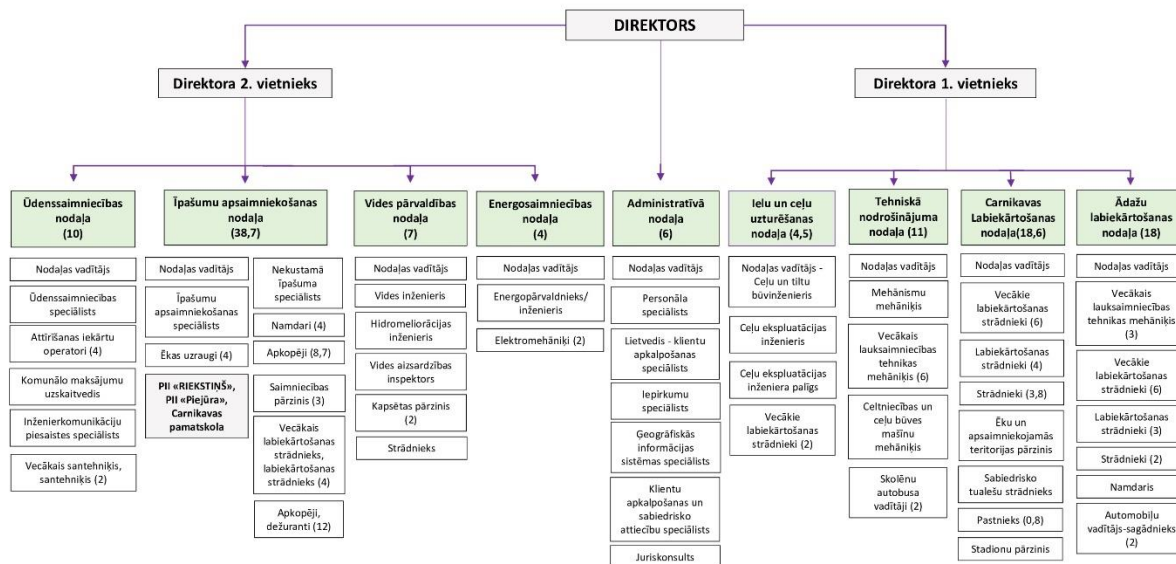 DIREKTORS
Direktora 2. vietnieks
Direktora 1. vietnieks
Ūdenssaimniecības
nodaļa
(10)
Nodaļas vadītājs
Ūdenssaimniecības
speciālists
Attīrīšanas iekārtu
operatori (4)
Komunālo maksājumu
uzskaitvedis
Inženierkomunikāciju
piesaistes speciālists
Vecākais santehniķis,
santehniķis (2)
Īpašumu apsaimniekošanas
nodaļa
(38,7)
Nodaļas vadītājs
Īpašumu
apsaimniekošanas
speciālists
Ēkas uzraugi (4)
PII «RIEKSTIŅŠ»,
PII «Piejūra»,
Carnikavas
pamatskola
Nekustamā
īpašuma
speciālists
Namdari (4)
Apkopēji (8,7)
Saimniecības
pārzinis (3)
Vecākais
labiekārtošanas
strādnieks,
labiekārtošanas
strādnieks (4)
Apkopēji,
dežuranti (12)
Vides pārvaldības
nodaļa
(7)
Nodaļas vadītājs
Vides inženieris
Hidromeliorācijas
inženieris
Vides aizsardzības
inspektors
Kapsētas pārzinis
(2)
Strādnieks
Energosaimniecības
nodaļa
(4)
Nodaļas vadītājs
Energopārvaldnieks/
inženieris
Elektromehāniķi (2)
Administratīvā
nodaļa
(6)
Nodaļas vadītājs
Personāla
speciālists
Lietvedis - klientu
apkalpošanas
speciālists
Iepirkumu
speciālists
Ģeogrāfiskās
informācijas
sistēmas speciālists
Klientu
apkalpošanas un
sabiedrisko
attiecību speciālists
Juriskonsults
Ielu un ceļu
uzturēšanas
nodaļa (4,5)
Nodaļas vadītājs -
Ceļu un tiltu
būvinženieris
Ceļu ekspluatācijas
inženieris
Ceļu ekspluatācijas
inženiera palīgs
Vecākie
labiekārtošanas
strādnieki (2)
Tehniskā
nodrošinājuma
nodaļa (11)
Nodaļas vadītājs
Mehānismu
mehāniķis
Vecākais
lauksaimniecības
tehnikas
mehāniķis (6)
Celtniecības un
ceļu būves
mašīnu
mehāniķis
Skolēnu
autobusa
vadītāji (2)
Carnikavas
Labiekārtošanas
nodaļa(18,6)
Nodaļas vadītājs
Vecākie
labiekārtošanas
strādnieki (6)
Labiekārtošanas
strādnieki (4)
Strādnieki (3,8)
Ēku un
apsaimniekojamās
teritorijas pārzinis
Sabiedrisko
tualešu strādnieks
Pastnieks (0,8)
Stadionu pārzinis
Ādažu
labiekārtošanas
nodaļa (18)
Nodaļas vadītājs
Vecākais
lauksaimniecības
tehnikas mehāniķis
(3)
Vecākie
labiekārtošanas
strādnieki (6)
Labiekārtošanas
strādnieki (3)
Strādnieki (2)
Namdaris
Automobiļu
vadītājs-sagādnieks
(2)